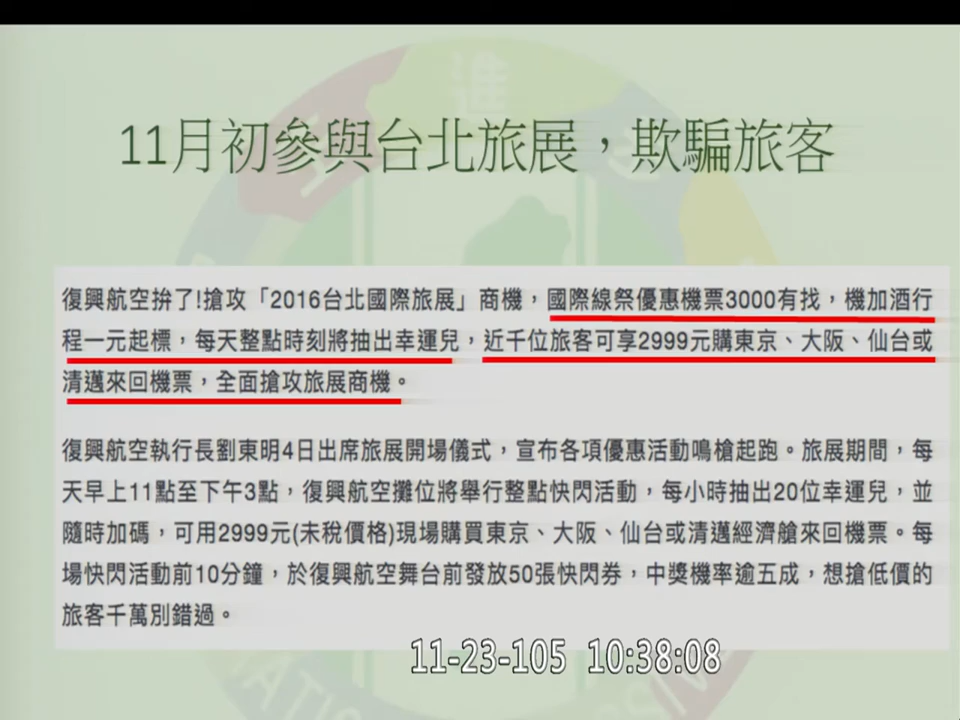 11月初參與台北旅展，欺騙旅客
復興航空拚了!搶攻「2016台北國際旅展」商機，國際線祭優惠機票3000有找，機加酒行
程一元起標，每天整點時刻將抽出幸運兒，近千位旅客可享2999元購東京、大阪、仙台或
清邁來回機票，全面搶攻旅展商機。
復興航空執行長劉東明4日出席旅展開場儀式，宣布各項優惠活動鳴槍起跑。旅展期間，每
天早上11點至下午3點，復興航空攤位將舉行整點快閃活動，每小時抽出20位幸運兒，並
隨時加碼，可用2999元(未稅價格)現場購買東京、大阪、仙台或清邁經濟艙來回機票。每
場快閃活動前10分鐘，於復興航空舞台前發放50張快閃券，中獎機率逾五成，想搶低價的
旅客千萬別錯過。
11-23-105 10:38:08